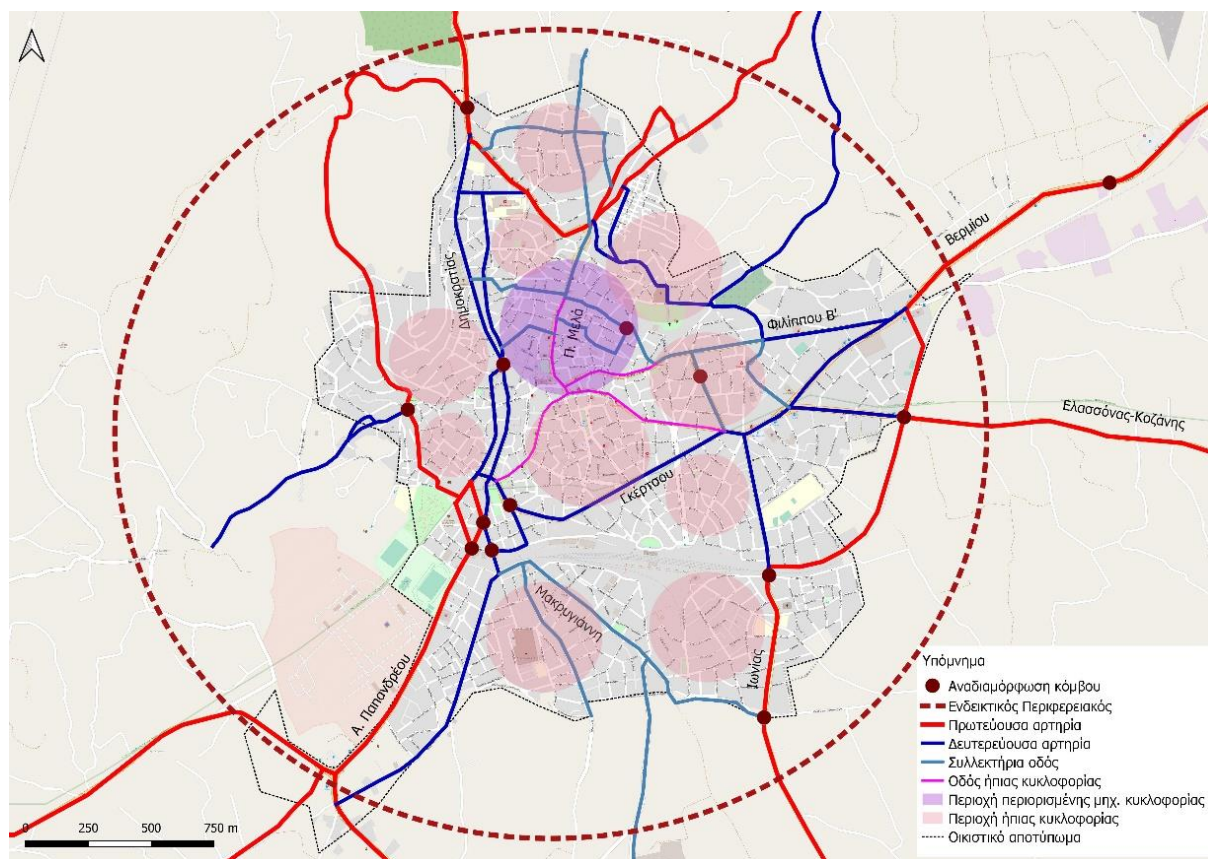 Βερμίου
Δημοκρατίας
Π. Μελά
Φιλίππου Β'
Ελασσόνας-Κοζάνης
Γκέρτσου
Μακρυγιάννη
Ιωνίας
Α. Παπανδρέου
Υπόμνημα
Αναδιαμόρφωση κόμβου
Ενδεικτικός Περιφερειακός
Πρωτεύουσα αρτηρία
Δευτερεύουσα αρτηρία
Συλλεκτήρια οδός
Οδός ήπιας κυκλοφορίας
Περιοχή περιορισμένης μηχ. κυκλοφορίας
Περιοχή ήπιας κυκλοφορίας
Οικιστικό αποτύπωμα
0 250 500 750 m